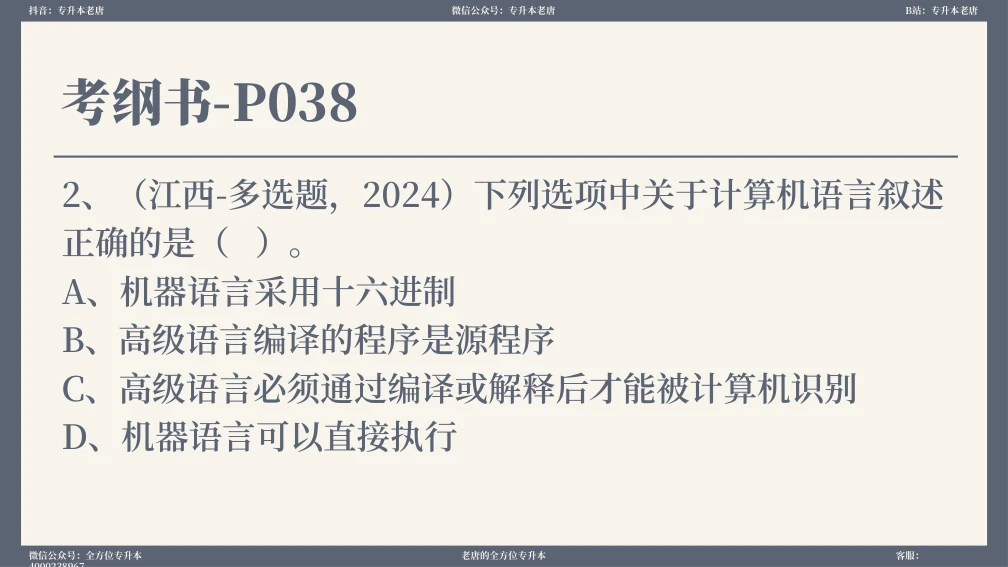 抖音：专升本老唐
微信公众号：专升本老唐
B站：专升本老唐
考纲书-P038
2、（江西-多选题，2024）下列选项中关于计算机语言叙述
正确的是（ ）。
A、机器语言采用十六进制
B、高级语言编译的程序是源程序
C、高级语言必须通过编译或解释后才能被计算机识别
D、机器语言可以直接执行
微信公众号：全方位专升本
老唐的全方位专升本
客服：
4000238967